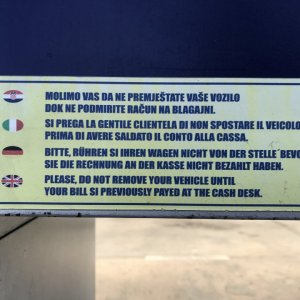 MOLIMO VAS DA NE PREMJEŠTATE VAŠE VOZILO
DOK NE PODMIRITE RAČUN NA BLAGAJNI.
SI PREGA LA GENTILE CLIENTELA DI NON SPOSTARE IL VEICOLO
PRIMA DI AVERE SALDATO IL CONTO ALLA CASSA.
BITTE, RÜHREN SI IHREN WAGEN NICHT VON DER STELLE BEVO
SIE DIE RECHNUNG AN DER KASSE NICHT BEZAHLT HABEN.
PLEASE, DO NOT REMOVE YOUR VEHICLE UNTIL
YOUR BILL SI PREVIOUSLY PAYED AT THE CASH DESK.